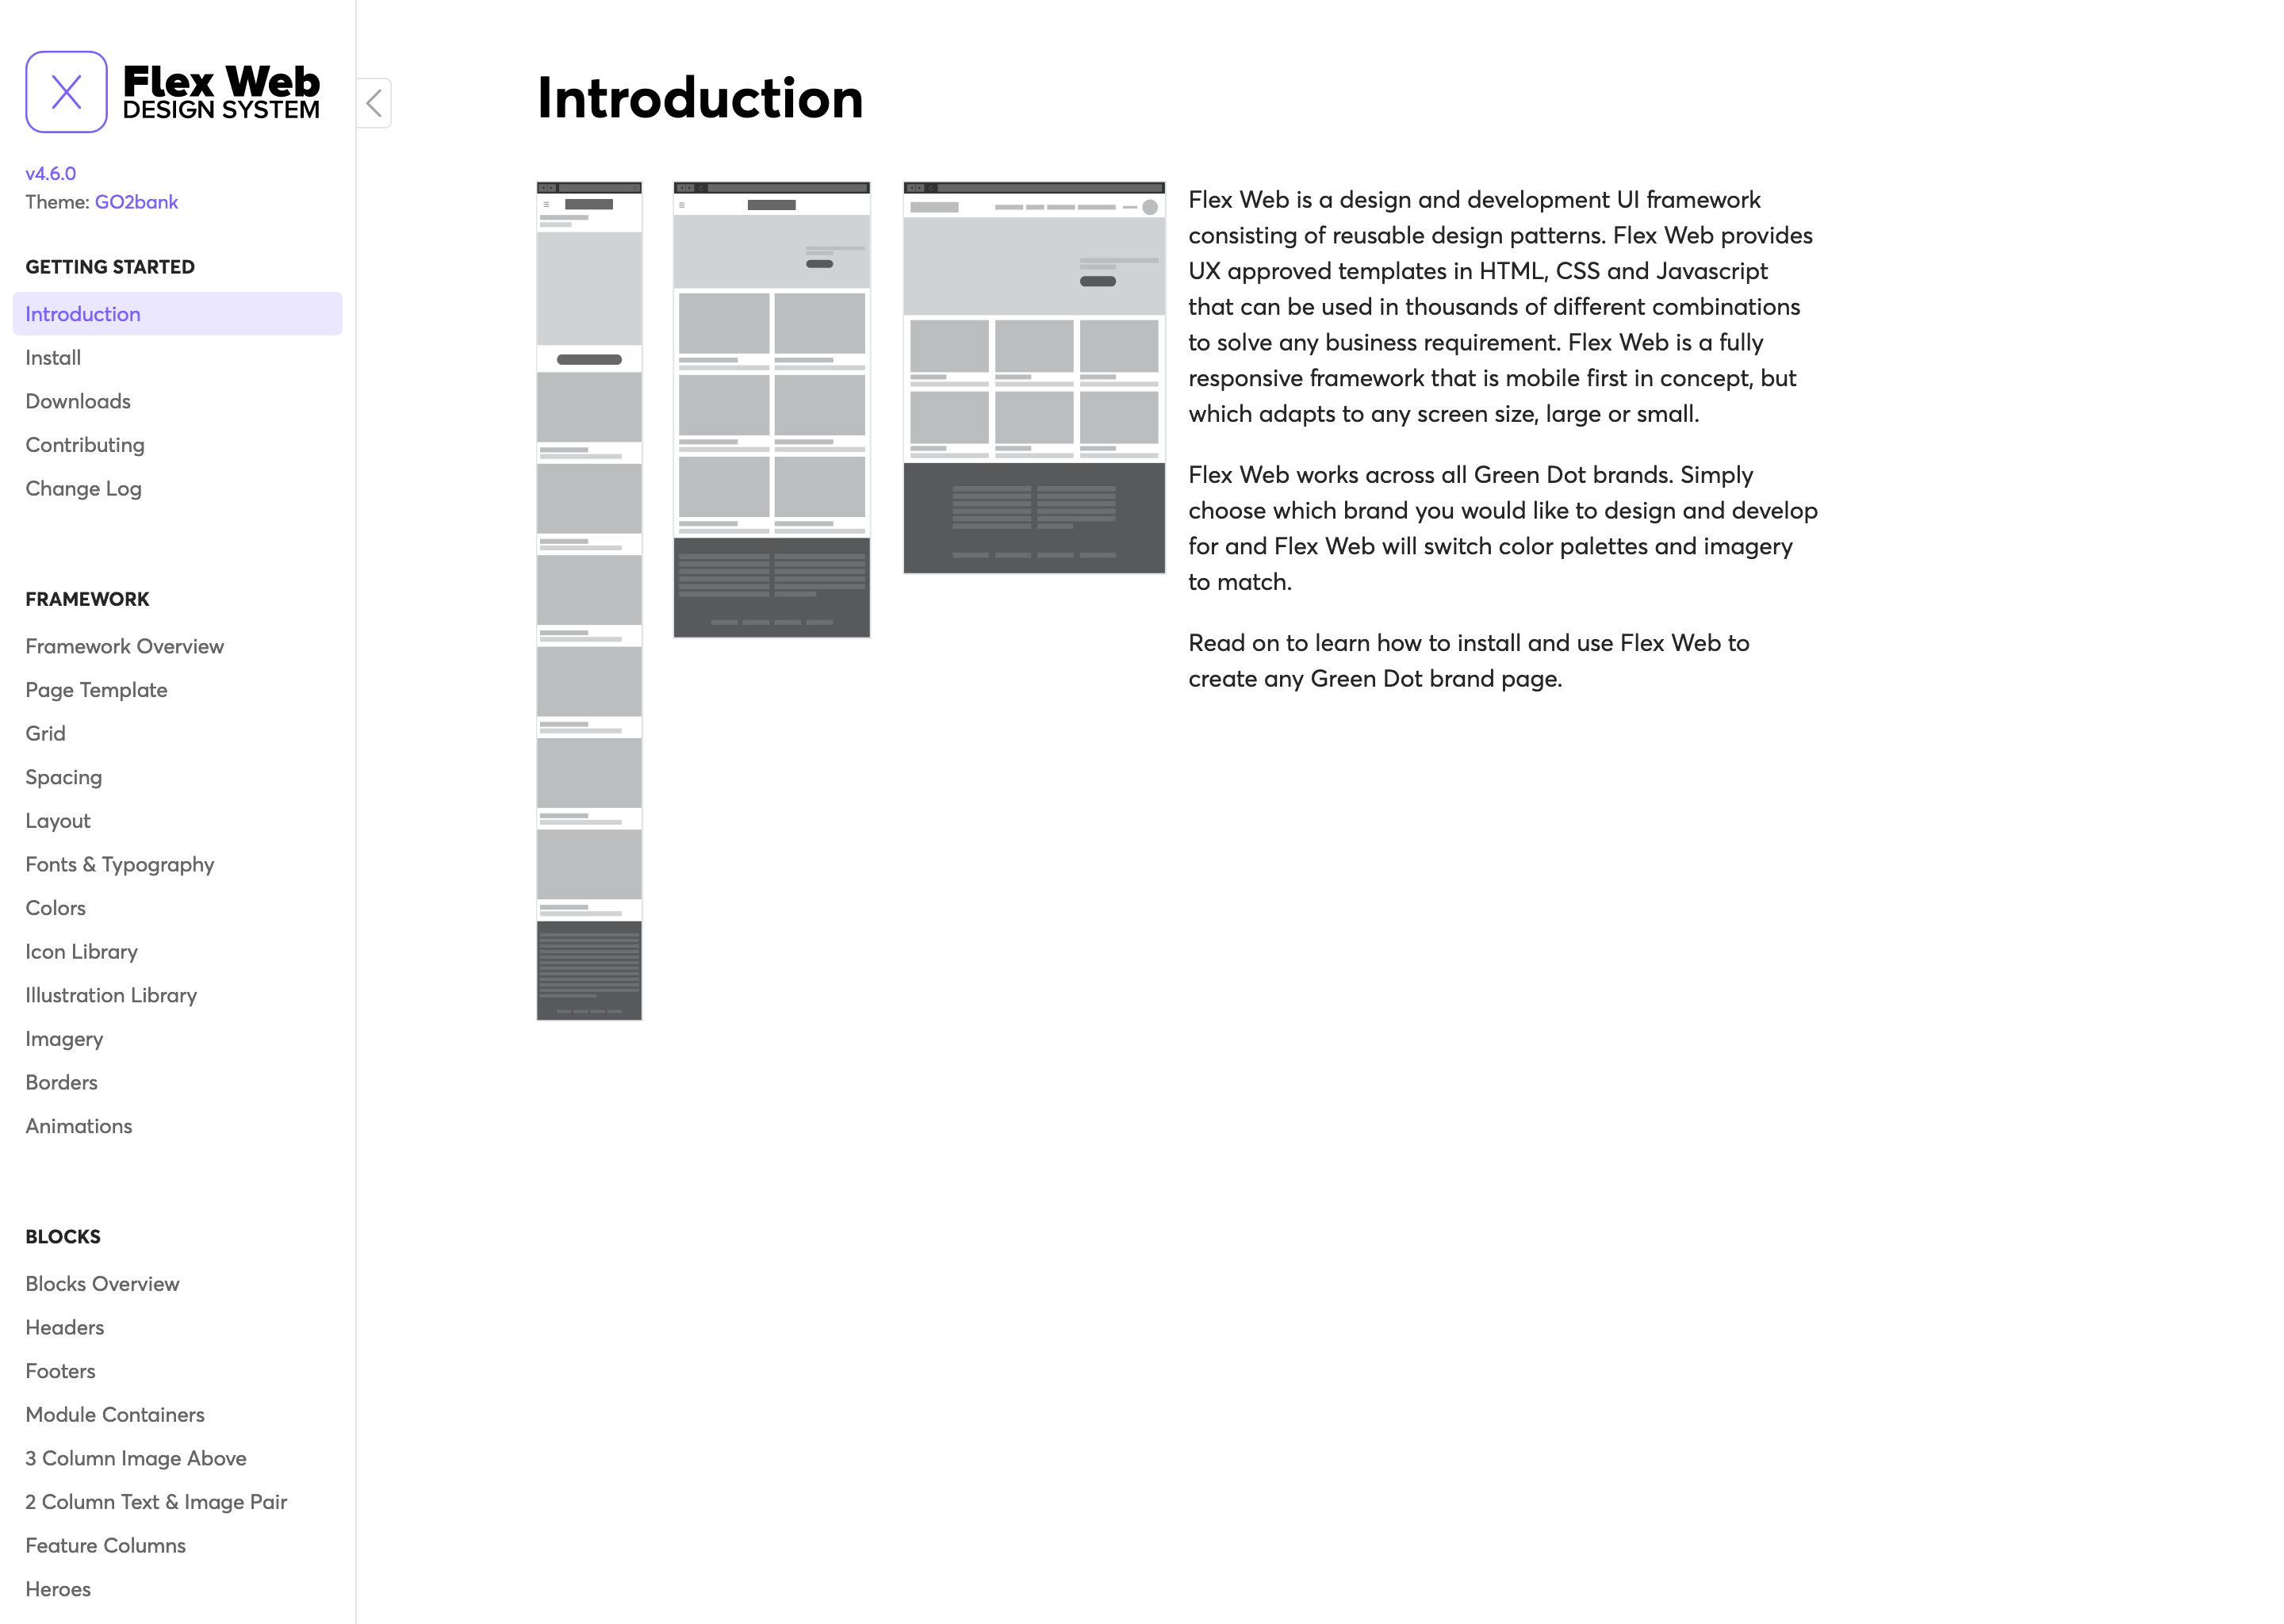 Flex Web
DESIGN SYSTEM
v4.6.0
Theme: GO2bank
GETTING STARTED
Introduction
Install
Downloads
Contributing
Change Log
FRAMEWORK
Framework Overview
Page Template
Grid
Spacing
Layout
Fonts & Typography
Colors
Icon Library
Illustration Library
Imagery
Borders
Animations
BLOCKS
Blocks Overview
Headers
Footers
Module Containers
3 Column Image Above
2 Column Text & Image Pair
Feature Columns
Heroes
Introduction
Flex Web is a design and development UI framework
consisting of reusable design patterns. Flex Web provides
UX approved templates in HTML, CSS and Javascript
that can be used in thousands of different combinations
to solve any business requirement. Flex Web is a fully
responsive framework that is mobile first in concept, but
which adapts to any screen size, large or small.
Flex Web works across all Green Dot brands. Simply
choose which brand you would like to design and develop
for and Flex Web will switch color palettes and imagery
to match.
Read on to learn how to install and use Flex Web to
create any Green Dot brand page.